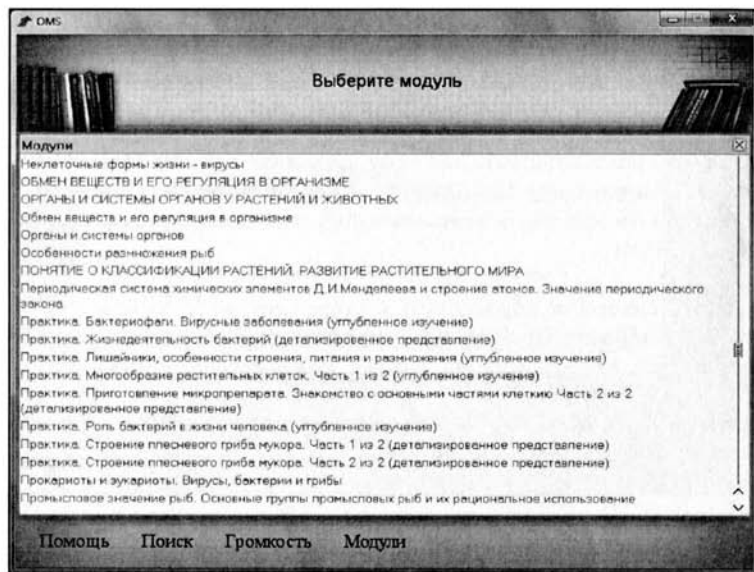 DMS
Выберите модуль
Модули
Неклеточные формы жизни - вирусы
ОБМЕН ВЕЩЕСТВ И ЕГО РЕГУЛЯЦИЯ В ОРГАНИЗМЕ
ОРГАНЫ И СИСТЕМЫ ОРГАНОВ У РАСТЕНИЙ И ЖИВОТНЫХ
Обмен веществ и его регуляция в организме
Органы и системы органов
Особенности размножения рыб
ПОНЯТИЕ О КЛАССИФИКАЦИИ РАСТЕНИЙ. РАЗВИТИЕ РАСТИТЕЛЬНОГО МИРА
Периодическая система химических элементов Д.И.Менделеева и строение атомов. Значение периодического
закона.
Практика. Бактериофаги. Вирусные заболевания (углубленное изучение)
Практика. Жизнедеятельность бактерий (детализированное представление)
Практика. Лишайники, особенности строения, питания и размножения (углубленное изучение)
Практика. Многообразие растительных клеток. Часть 1 из 2 (углубленное изучение)
Практика. Приготовление микропрепарата. Знакомство с основными частями клеткию Часть 2 из 2
(детализированное представление)
Практика. Роль бактерий в жизни человека (углубленное изучение)
Практика. Строение плесневого гриба мукора. Часть 1 из 2 (детализированное представление)
Практика. Строение плесневого гриба мукора. Часть 2 из 2 (детализированное представление)
Прокариоты и эукариоты. Вирусы, бактерии и грибы
Промысловое значение рыб. Основные группы промысловых рыб и их рациональное использование
Помощь Поиск Громкость Модули